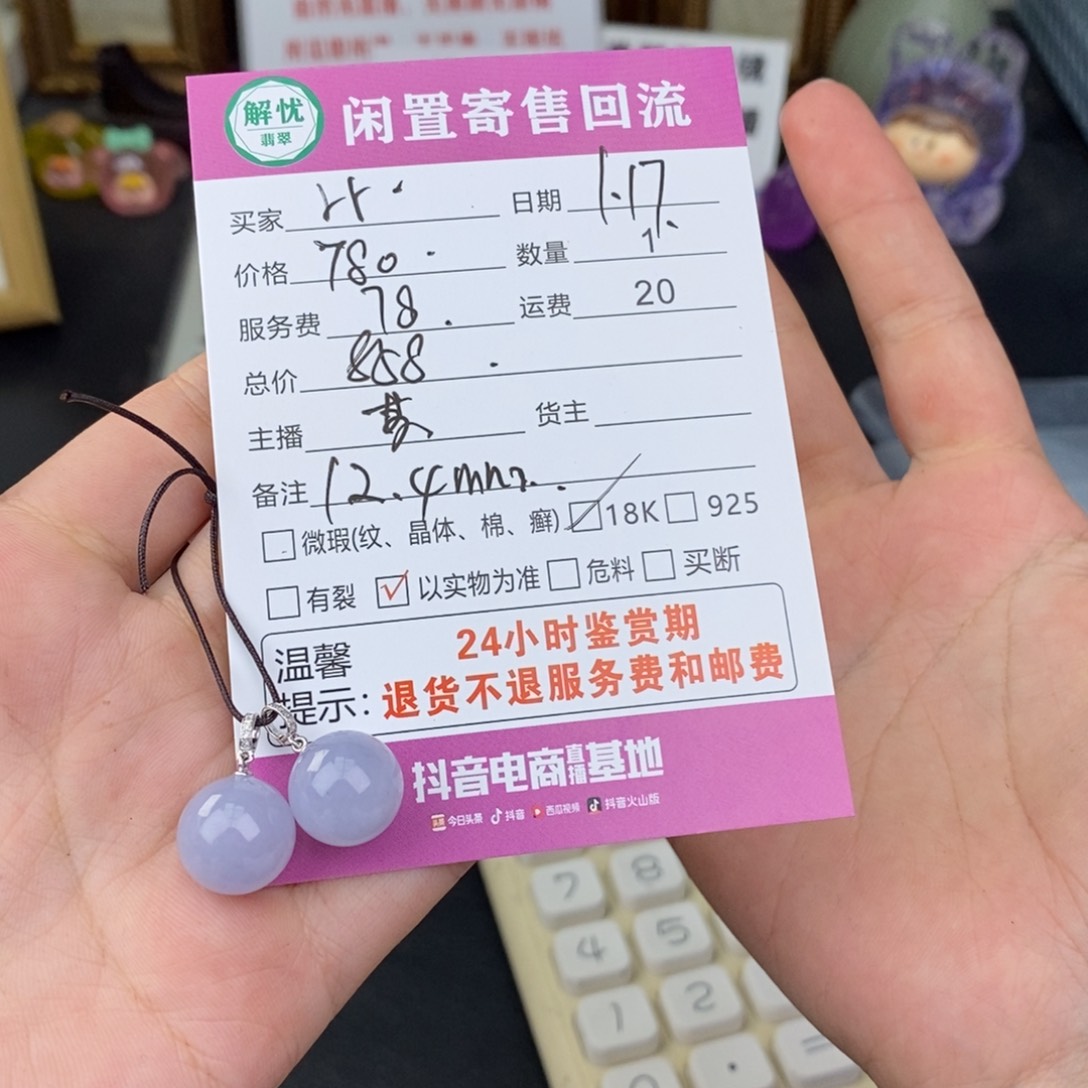 解忧
翡翠
闲置寄售回流
买家 日期 1.17.
价格 780. 数量 1
服务费 78. 运费 20
总价 858.
主播 货主
备注 12.4mm.
微瑕(纹、晶体、棉、癣) 18K 925
有裂 以实物为准 危料 买断
温馨提示: 24小时鉴赏期
退货不退服务费和邮费
抖音电商直播基地
头条 今日头条 抖音 西瓜视频 抖音火山版
7 8
4 5
1 2
0 . =